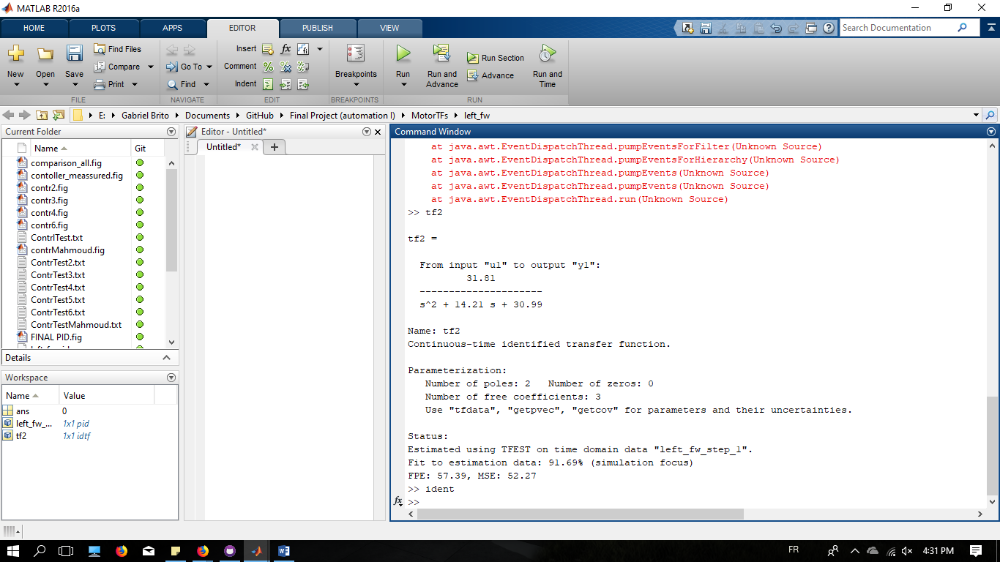 MATLAB R2016a
HOME PLOTS APPS EDITOR PUBLISH VIEW
Search Documentation
New Open Save
Find Files
Compare
Print
Go To
Find
Insert
Comment
Indent
Breakpoints
Run
Run and Advance
Run Section
Advance
Run and Time
FILE NAVIGATE EDIT BREAKPOINTS RUN
E: Gabriel Brito Documents GitHub Final Project (automation I) MotorTFs left_fw
Current Folder
Name Git
comparison_all.fig
contoller_meassured.fig
contr2.fig
contr3.fig
contr4.fig
contr6.fig
ContrlTest.txt
contrMahmoud.fig
ContrTest2.txt
ContrTest3.txt
ContrTest4.txt
ContrTest5.txt
ContrTest6.txt
ContrTestMahmoud.txt
FINAL PID.fig
Details
Workspace
Name Value
ans 0
left_fw_... 1x1 pid
tf2 1x1 idtf
Editor - Untitled*
Untitled* +
Command Window
at java.awt.EventDispatchThread.pumpEventsForFilter(Unknown Source)
at java.awt.EventDispatchThread.pumpEventsForHierarchy(Unknown Source)
at java.awt.EventDispatchThread.pumpEvents(Unknown Source)
at java.awt.EventDispatchThread.pumpEvents(Unknown Source)
at java.awt.EventDispatchThread.run(Unknown Source)
>> tf2
tf2 =
From input "u1" to output "y1":
31.81
---------------------
s^2 + 14.21 s + 30.99
Name: tf2
Continuous-time identified transfer function.
Parameterization:
Number of poles: 2 Number of zeros: 0
Number of free coefficients: 3
Use "tfdata", "getpvec", "getcov" for parameters and their uncertainties.
Status:
Estimated using TFEST on time domain data "left_fw_step_1".
Fit to estimation data: 91.69% (simulation focus)
FPE: 57.39, MSE: 52.27
>> ident
fx >>
FR 4:31 PM